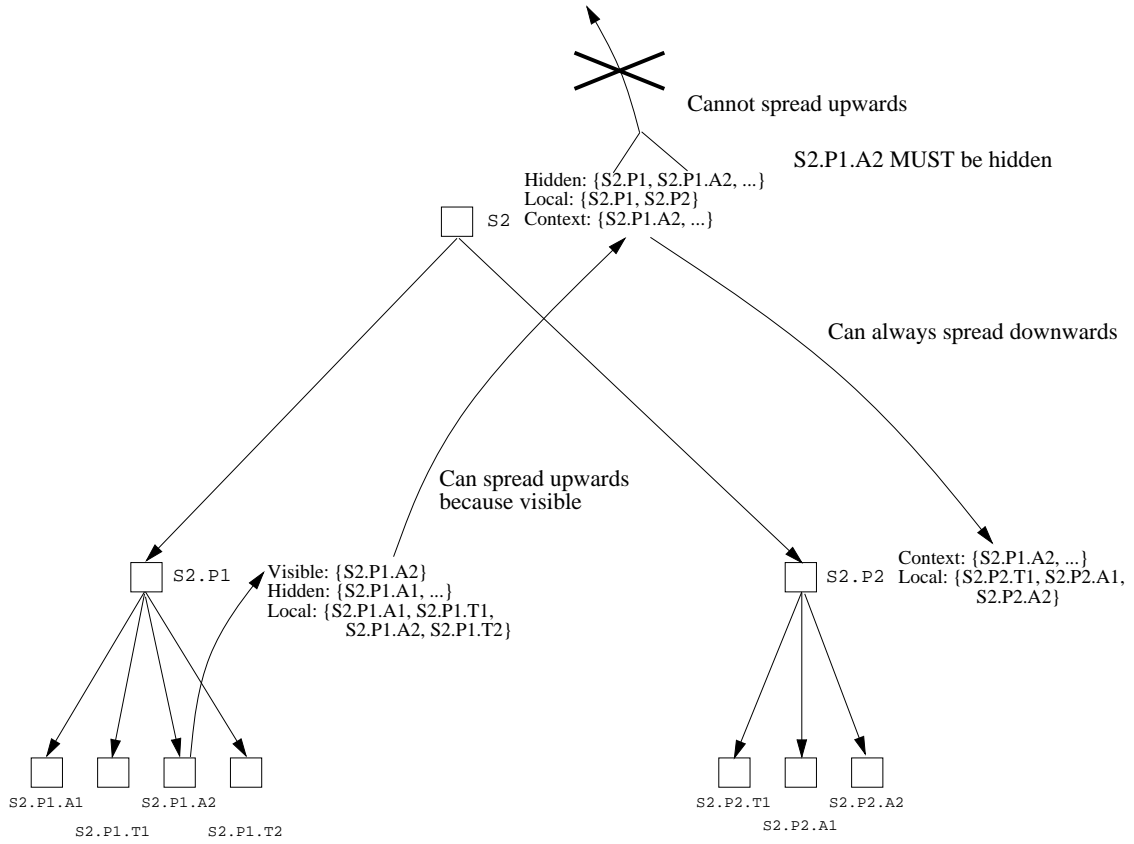 Cannot spread upwards
S2.P1.A2 MUST be hidden
Hidden: {S2.P1, S2.P1.A2, ...}
Local: {S2.P1, S2.P2}
Context: {S2.P1.A2, ...}
S2
Can always spread downwards
Can spread upwards
because visible
S2.P1
Visible: {S2.P1.A2}
Hidden: {S2.P1.A1, ...}
Local: {S2.P1.A1, S2.P1.T1,
S2.P1.A2, S2.P1.T2}
S2.P2
Context: {S2.P1.A2, ...}
Local: {S2.P2.T1, S2.P2.A1,
S2.P2.A2}
S2.P1.A1
S2.P1.T1
S2.P1.A2
S2.P1.T2
S2.P2.T1
S2.P2.A1
S2.P2.A2